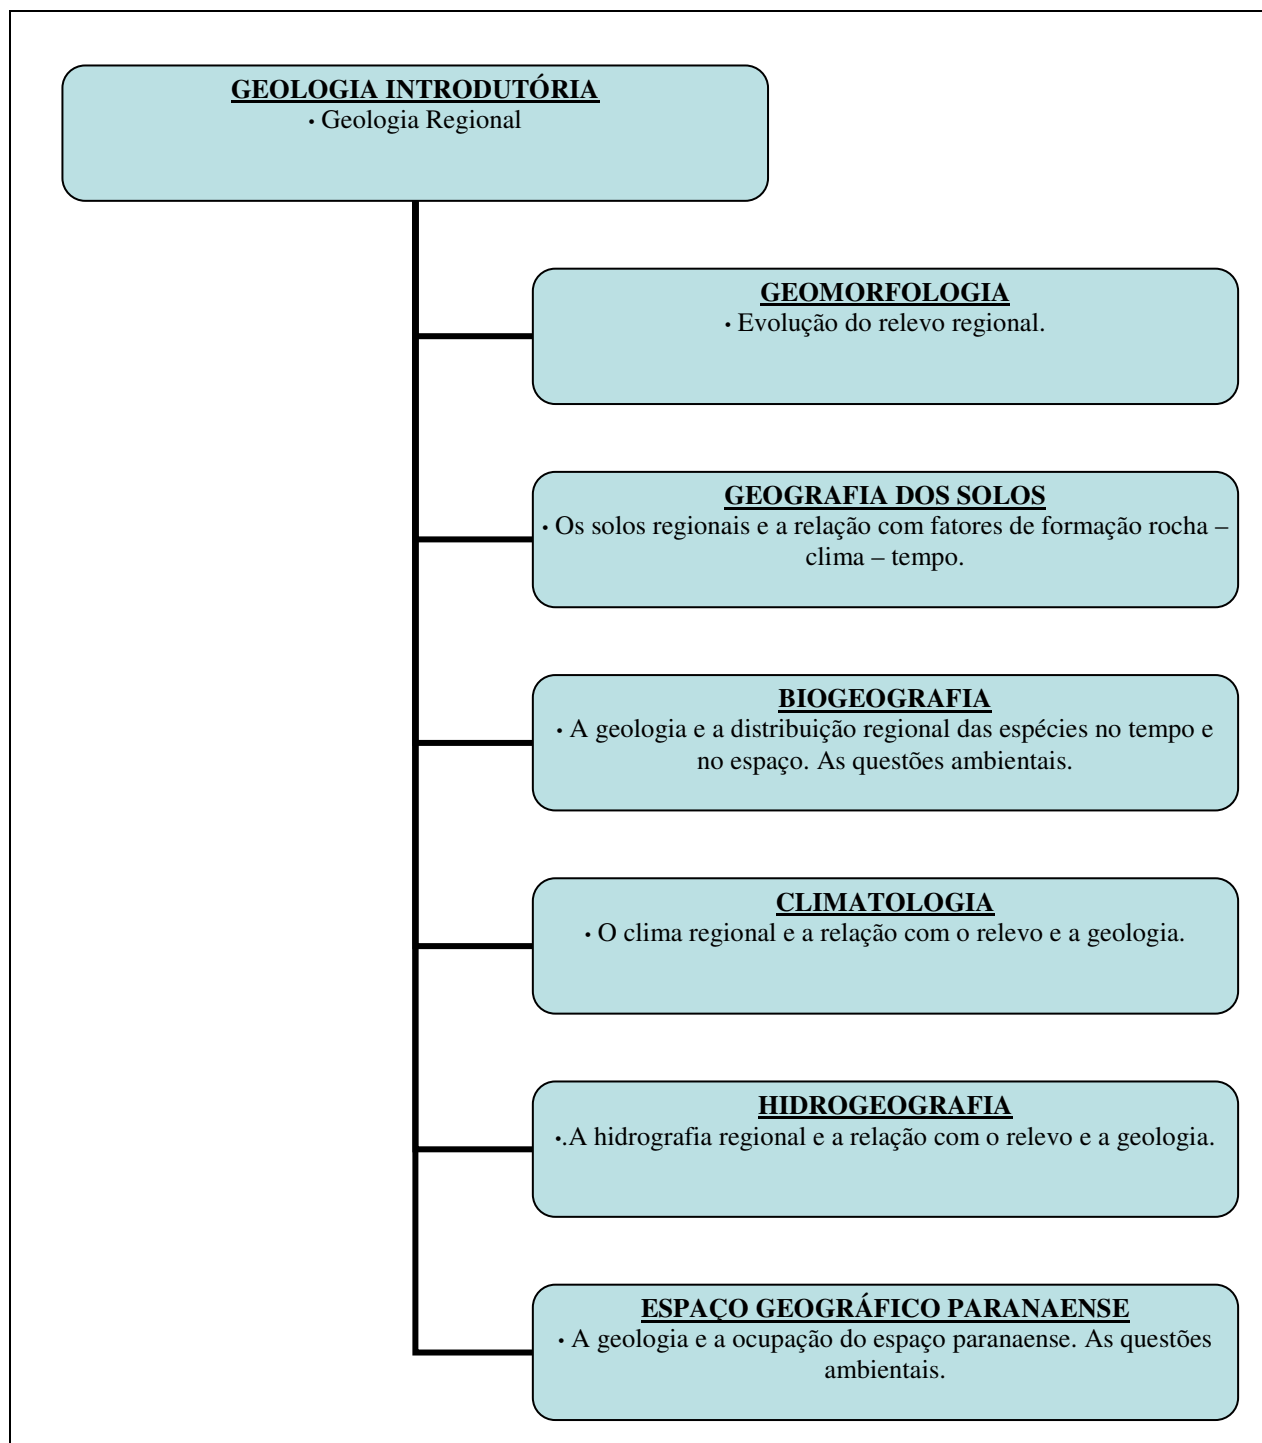 GEOLOGIA INTRODUTÓRIA
• Geologia Regional
GEOMORFOLOGIA
• Evolução do relevo regional.
GEOGRAFIA DOS SOLOS
• Os solos regionais e a relação com fatores de formação rocha –
clima – tempo.
BIOGEOGRAFIA
• A geologia e a distribuição regional das espécies no tempo e
no espaço. As questões ambientais.
CLIMATOLOGIA
• O clima regional e a relação com o relevo e a geologia.
HIDROGEOGRAFIA
•.A hidrografia regional e a relação com o relevo e a geologia.
ESPAÇO GEOGRÁFICO PARANAENSE
• A geologia e a ocupação do espaço paranaense. As questões
ambientais.